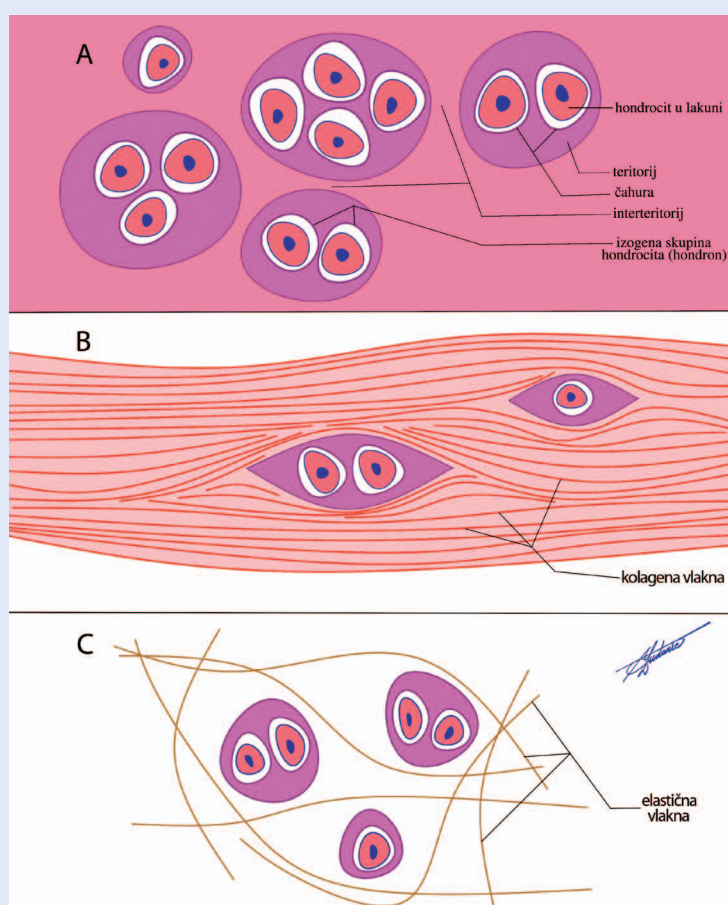 A
hondrocit u lakuni
teritorij
čahura
interteritorij
izogena skupina
hondrocita (hondron)
B
kolagena vlakna
C
elastična
vlakna